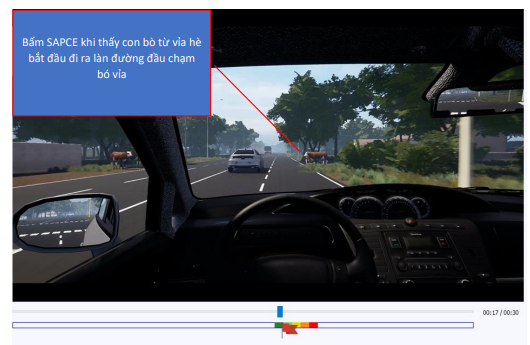 Bấm SAPCE khi thấy con bò từ vỉa hè
bắt đầu đi ra làn đường đầu chạm
bó vỉa
00:17 / 00:30